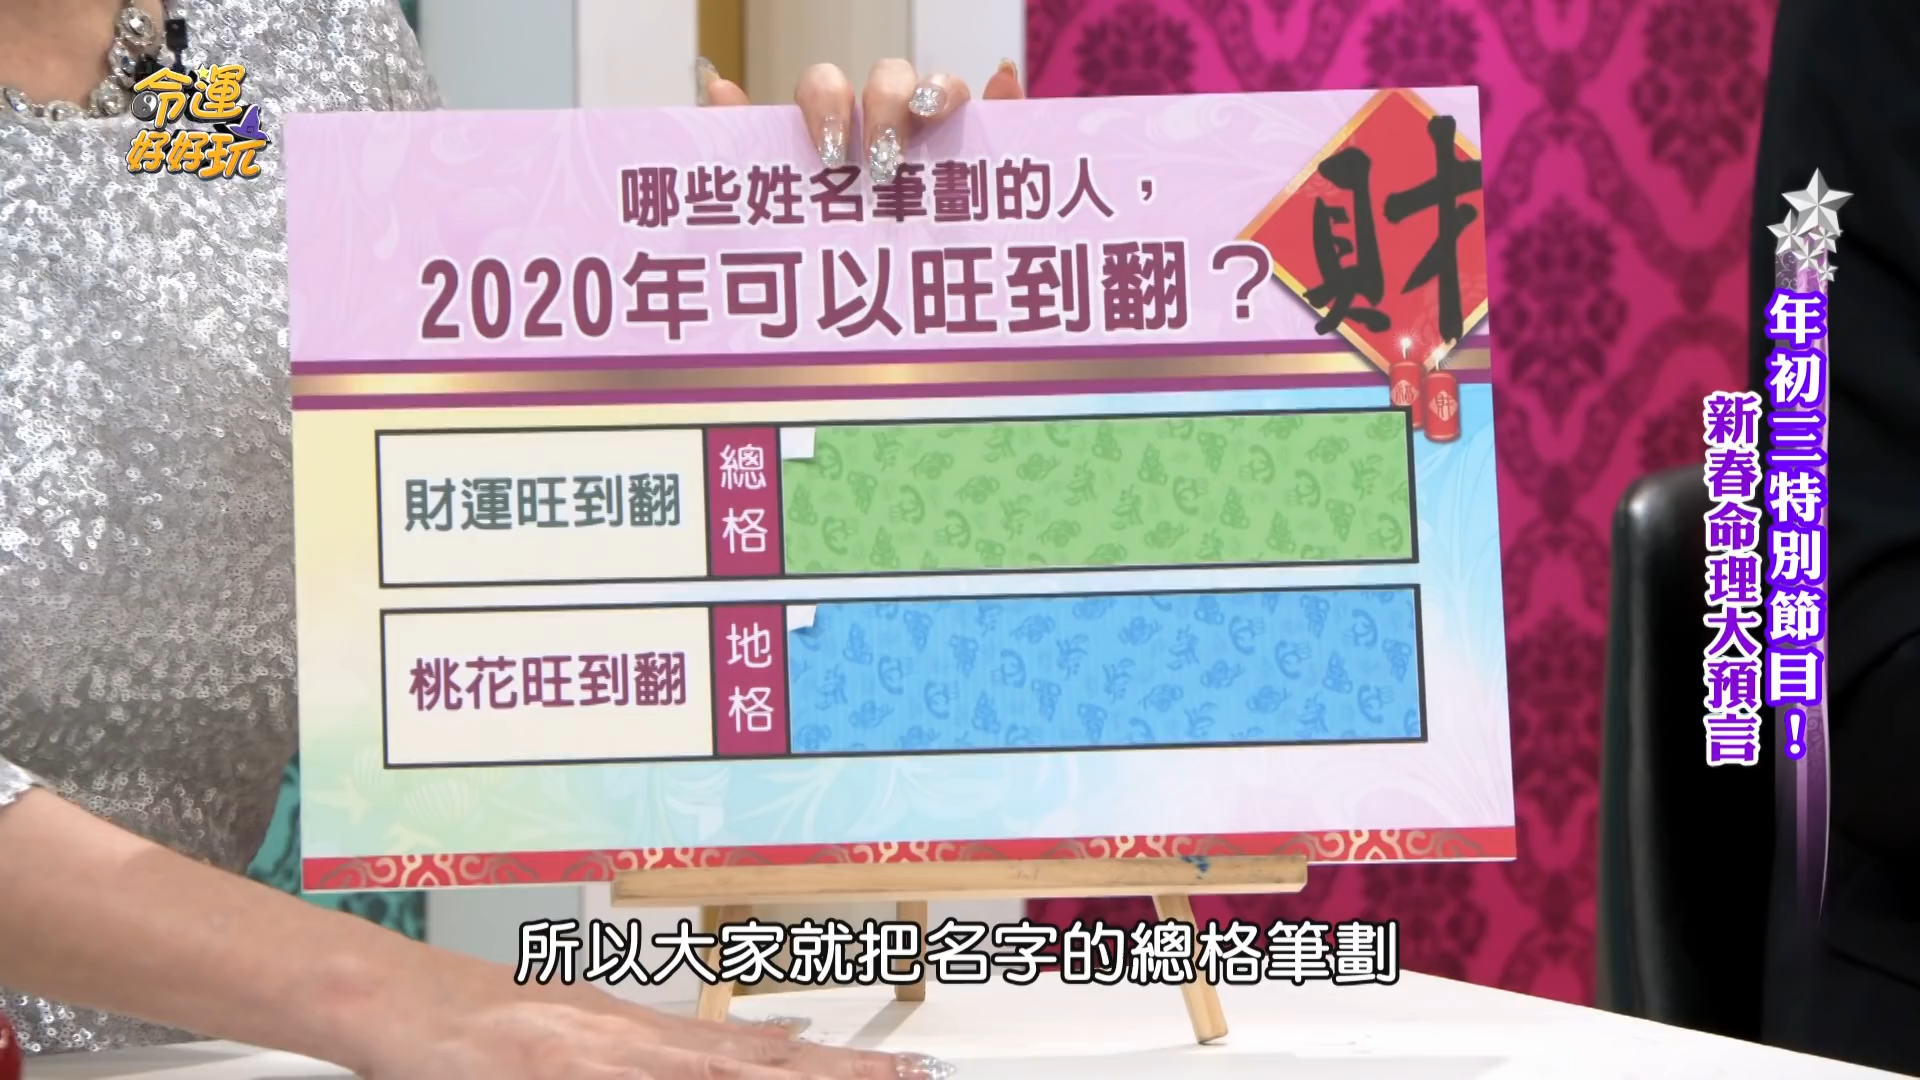 命運
好好玩
哪些姓名筆劃的人，
2020年可以旺到翻？
財
福
財
財運旺到翻
總格
桃花旺到翻
地格
年初三特別節目！
新春命理大預言
所以大家就把名字的總格筆劃